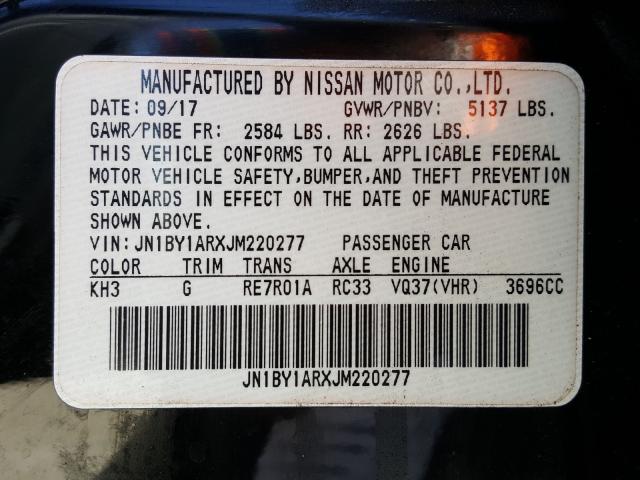 MANUFACTURED BY NISSAN MOTOR CO.,LTD.
DATE: 09/17 GVWR/PNBV: 5137 LBS.
GAWR/PNBE FR: 2584 LBS. RR: 2626 LBS.
THIS VEHICLE CONFORMS TO ALL APPLICABLE FEDERAL
MOTOR VEHICLE SAFETY,BUMPER,AND THEFT PREVENTION
STANDARDS IN EFFECT ON THE DATE OF MANUFACTURE
SHOWN ABOVE.
VIN:JN1BY1ARXJM220277 PASSENGER CAR
COLOR TRIM TRANS AXLE ENGINE
KH3 G RE7R01A RC33 VQ37(VHR) 3696CC
JN1BY1ARXJM220277